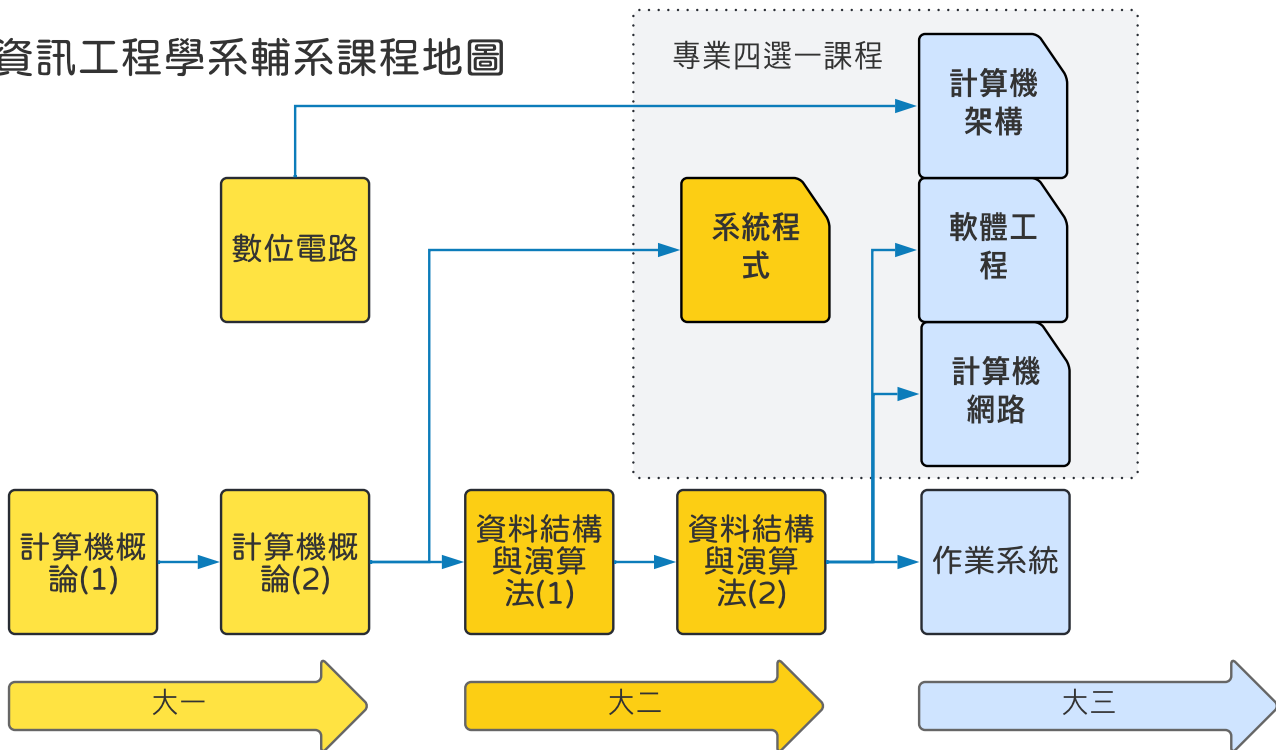 資訊工程學系輔系課程地圖
專業四選一課程
計算機
架構
數位電路
系統程
式
軟體工
程
計算機
網路
計算機概
論(1)
計算機概
論(2)
資料結構
與演算
法(1)
資料結構
與演算
法(2)
作業系統
大一
大二
大三